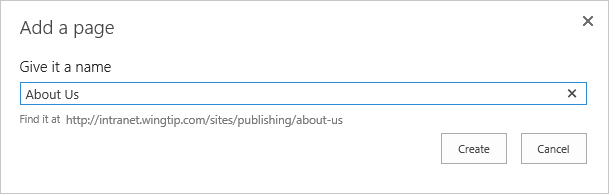 Add a page
Give it a name
About Us
Find it at http://intranet.wingtip.com/sites/publishing/about-us
Create Cancel